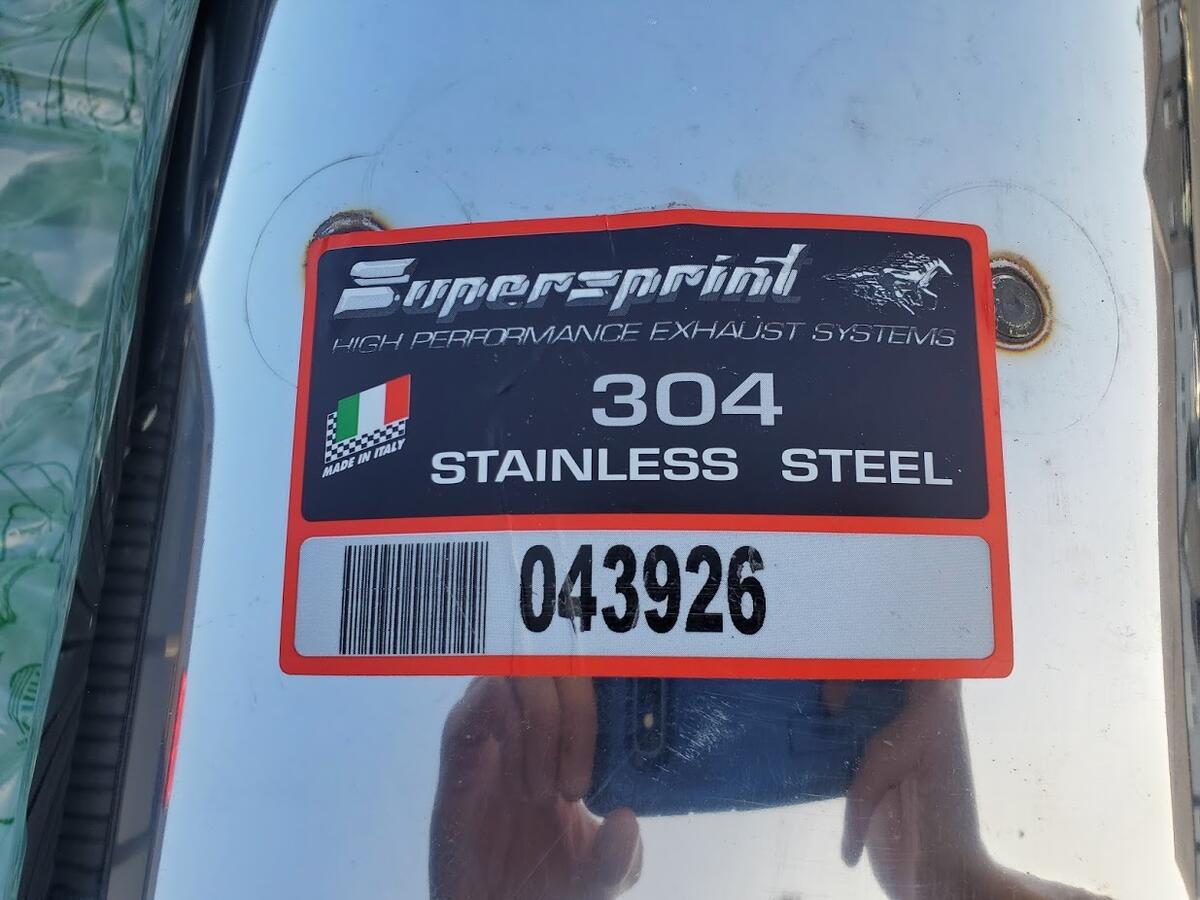 Supersprint
HIGH PERFORMANCE EXHAUST SYSTEMS
304
MADE IN ITALY
STAINLESS STEEL
043926